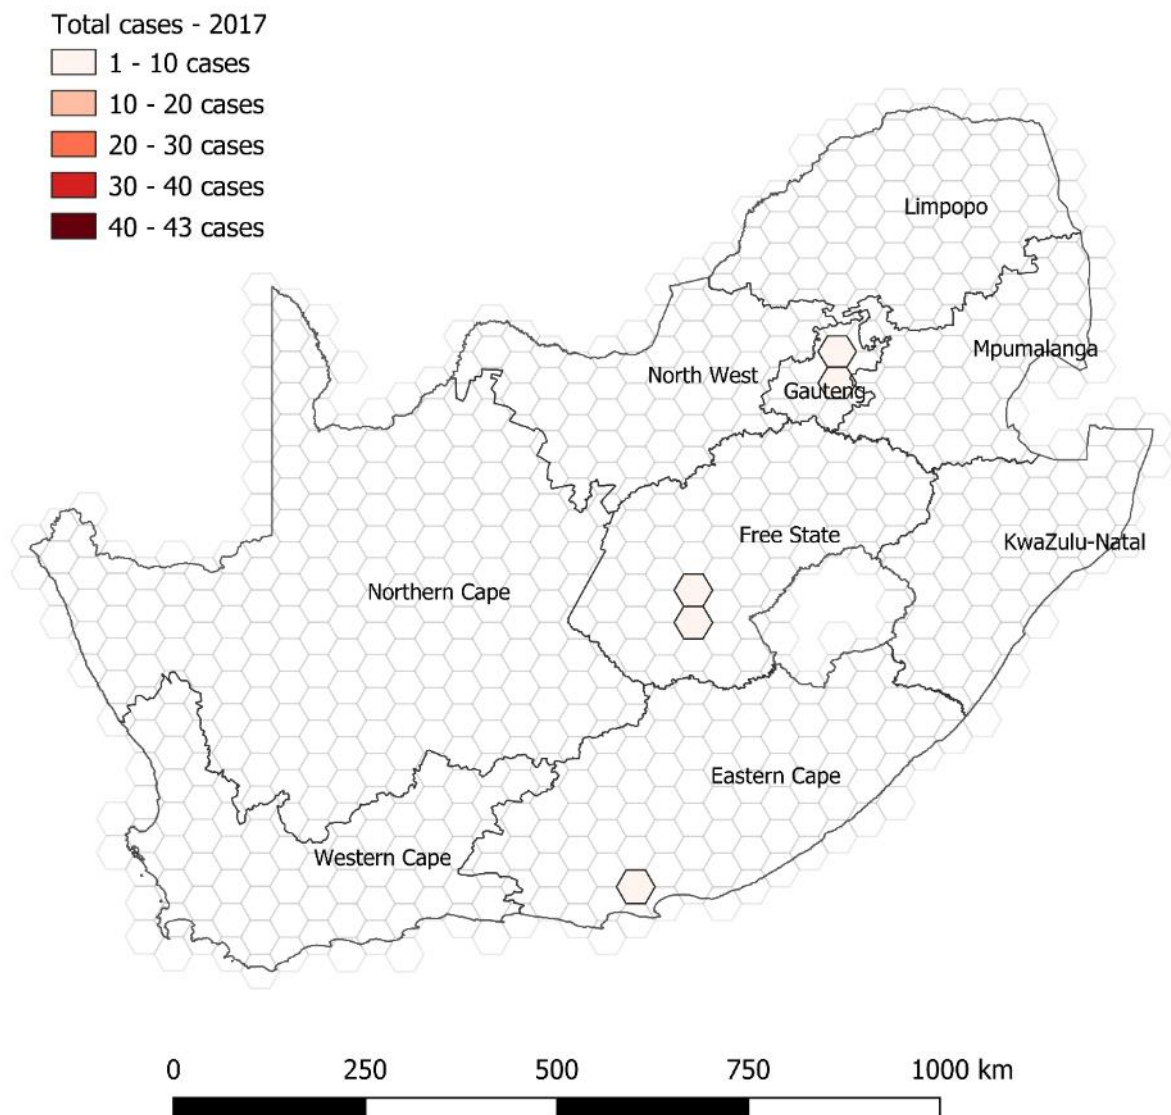 Total cases - 2017
1 - 10 cases
10 - 20 cases
20 - 30 cases
30 - 40 cases
40 - 43 cases
Limpopo
Mpumalanga
North West
Gauteng
Free State
KwaZulu-Natal
Northern Cape
Eastern Cape
Western Cape
0 250 500 750 1000 km